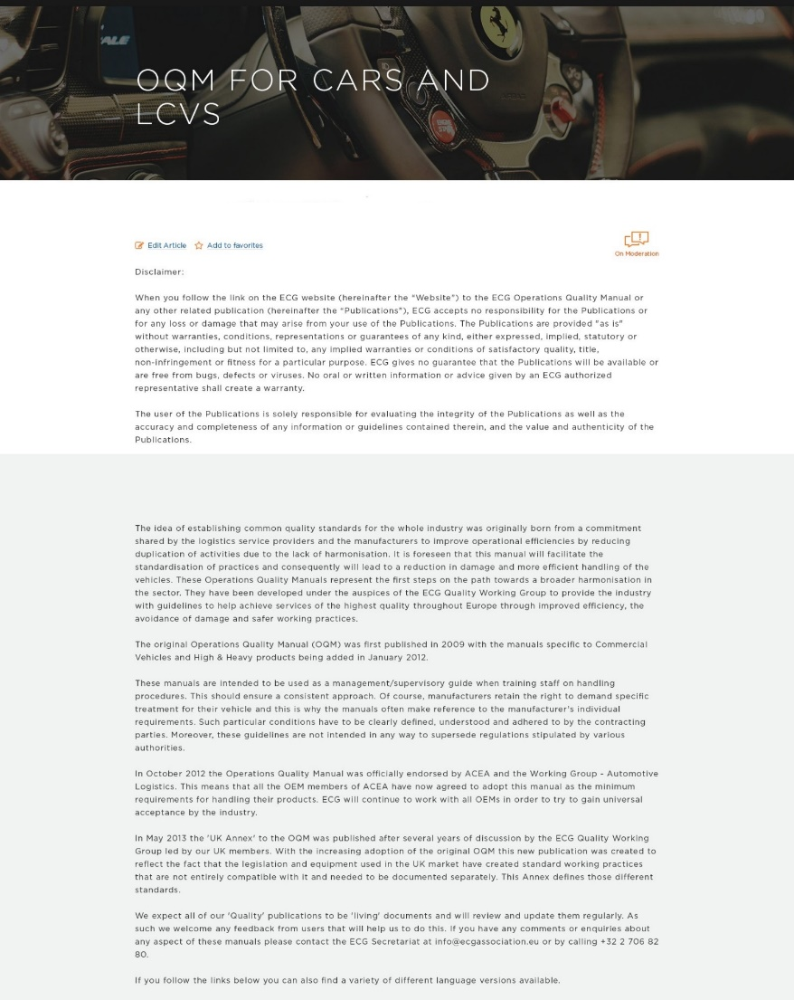 OQM FOR CARS AND
LCVS
Edit Article Add to favorites
On Moderation
Disclaimer:
When you follow the link on the ECG website (hereinafter the "Website") to the ECG Operations Quality Manual or
any other related publication (hereinafter the "Publications"), ECG accepts no responsibility for the Publications or
for any loss or damage that may arise from your use of the Publications. The Publications are provided "as is"
without warranties, conditions, representations or guarantees of any kind, either expressed, implied, statutory or
otherwise, including but not limited to, any implied warranties or conditions of satisfactory quality, title,
non-infringement or fitness for a particular purpose. ECG gives no guarantee that the Publications will be available or
are free from bugs, defects or viruses. No oral or written information or advice given by an ECG authorized
representative shall create a warranty.
The user of the Publications is solely responsible for evaluating the integrity of the Publications as well as the
accuracy and completeness of any information or guidelines contained therein, and the value and authenticity of the
Publications.
The idea of establishing common quality standards for the whole industry was originally born from a commitment
shared by the logistics service providers and the manufacturers to improve operational efficiencies by reducing
duplication of activities due to the lack of harmonisation. It is foreseen that this manual will facilitate the
standardisation of practices and consequently will lead to a reduction in damage and more efficient handling of the
vehicles. These Operations Quality Manuals represent the first steps on the path towards a broader harmonisation in
the sector. They have been developed under the auspices of the ECG Quality Working Group to provide the industry
with guidelines to help achieve services of the highest quality throughout Europe through improved efficiency, the
avoidance of damage and safer working practices.
The original Operations Quality Manual (OQM) was first published in 2009 with the manuals specific to Commercial
Vehicles and High & Heavy products being added in January 2012.
These manuals are intended to be used as a management/supervisory guide when training staff on handling
procedures. This should ensure a consistent approach. Of course, manufacturers retain the right to demand specific
treatment for their vehicle and this is why the manuals often make reference to the manufacturer's individual
requirements. Such particular conditions have to be clearly defined, understood and adhered to by the contracting
parties. Moreover, these guidelines are not intended in any way to supersede regulations stipulated by various
authorities.
In October 2012 the Operations Quality Manual was officially endorsed by ACEA and the Working Group - Automotive
Logistics. This means that all the OEM members of ACEA have now agreed to adopt this manual as the minimum
requirements for handling their products. ECG will continue to work with all OEMs in order to try to gain universal
acceptance by the industry.
In May 2013 the 'UK Annex' to the OQM was published after several years of discussion by the ECG Quality Working
Group led by our UK members. With the increasing adoption of the original OQM this new publication was created to
reflect the fact that the legislation and equipment used in the UK market have created standard working practices
that are not entirely compatible with it and needed to be documented separately. This Annex defines those different
standards.
We expect all of our 'Quality' publications to be 'living' documents and will review and update them regularly. As
such we welcome any feedback from users that will help us to do this. If you have any comments or enquiries about
any aspect of these manuals please contact the ECG Secretariat at info@ecgassociation.eu or by calling +32 2 706 82
80.
If you follow the links below you can also find a variety of different language versions available.